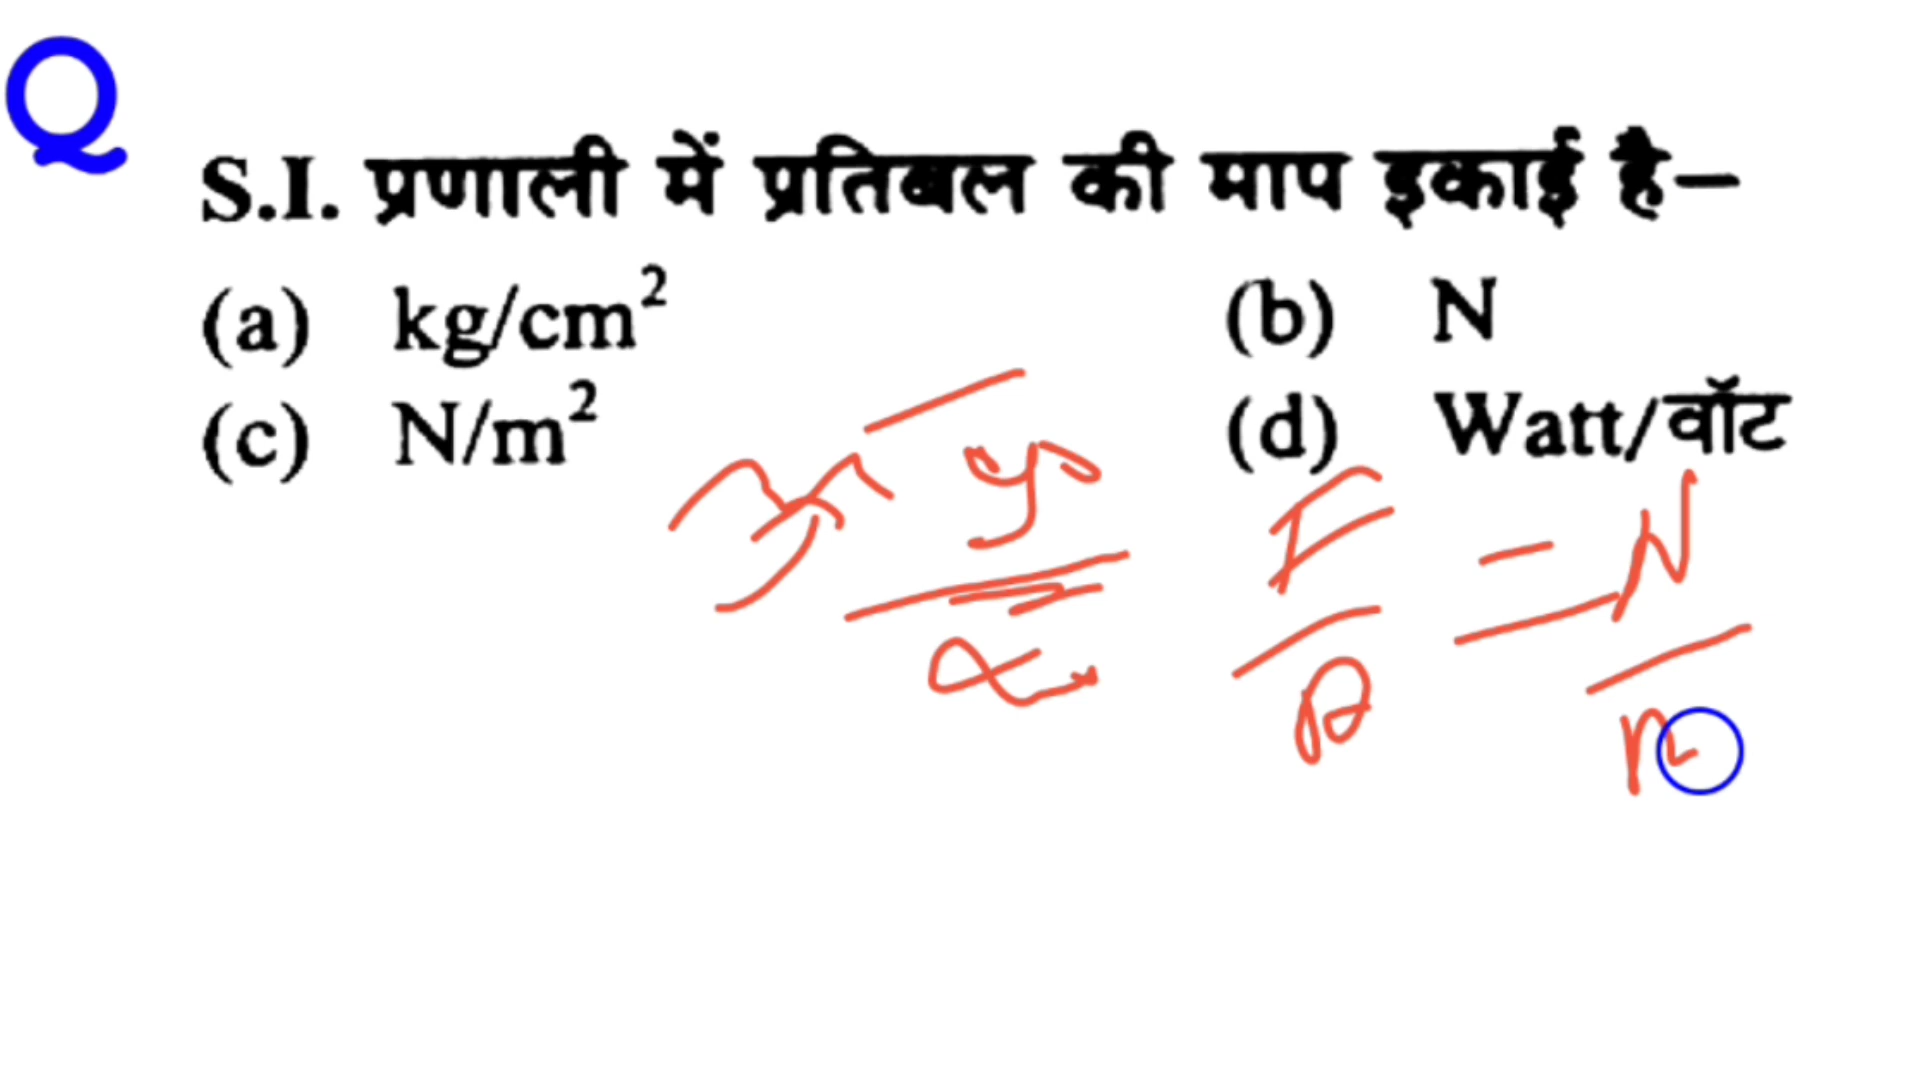 Q
S.I. प्रणाली में प्रतिबल की माप इकाई है–
(a) kg/cm² (b) N
(c) N/m² (d) Watt/वॉट
F = N